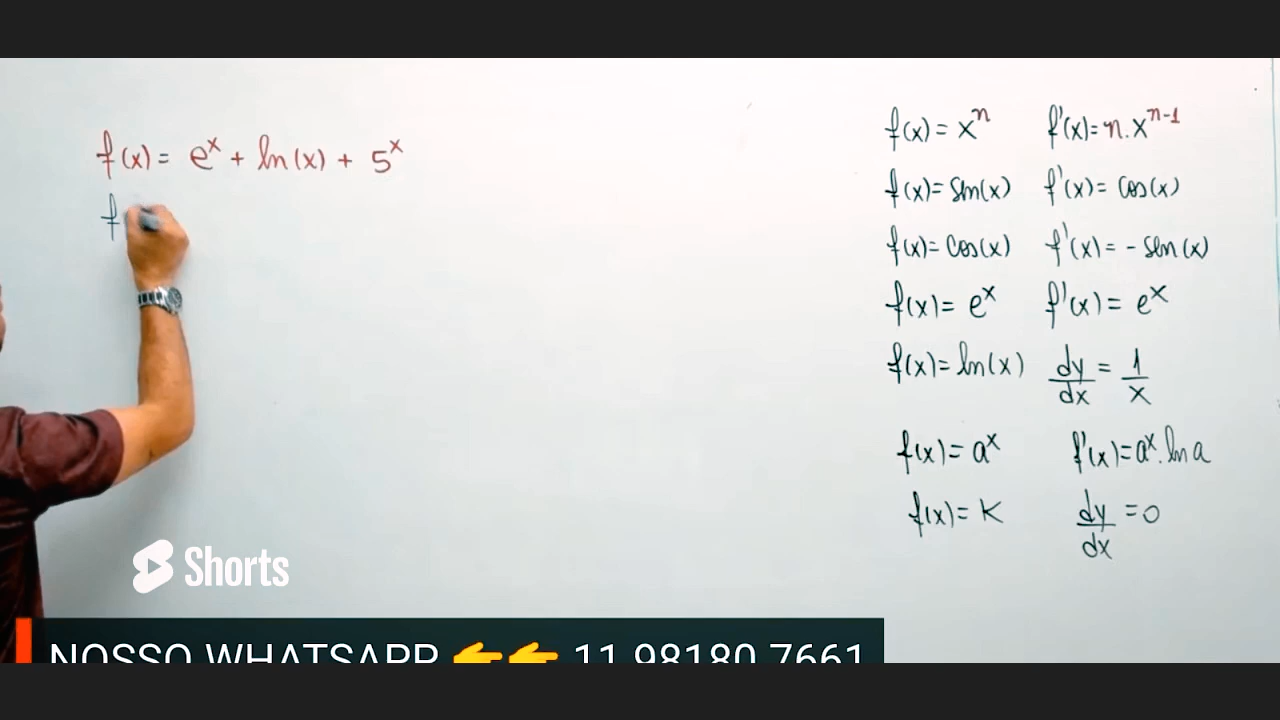 f(x) = e^x + ln(x) + 5^x
f
f(x) = x^n f'(x) = n.x^n-1
f(x) = sen(x) f'(x) = cos(x)
f(x) = cos(x) f'(x) = - sen(x)
f(x) = e^x f'(x) = e^x
f(x) = ln(x) dy/dx = 1/x
f(x) = a^x f'(x) = a^x . ln a
f(x) = K dy/dx = 0
Shorts
NOSSO WHATSAPP 👉👉 11 98180 7661